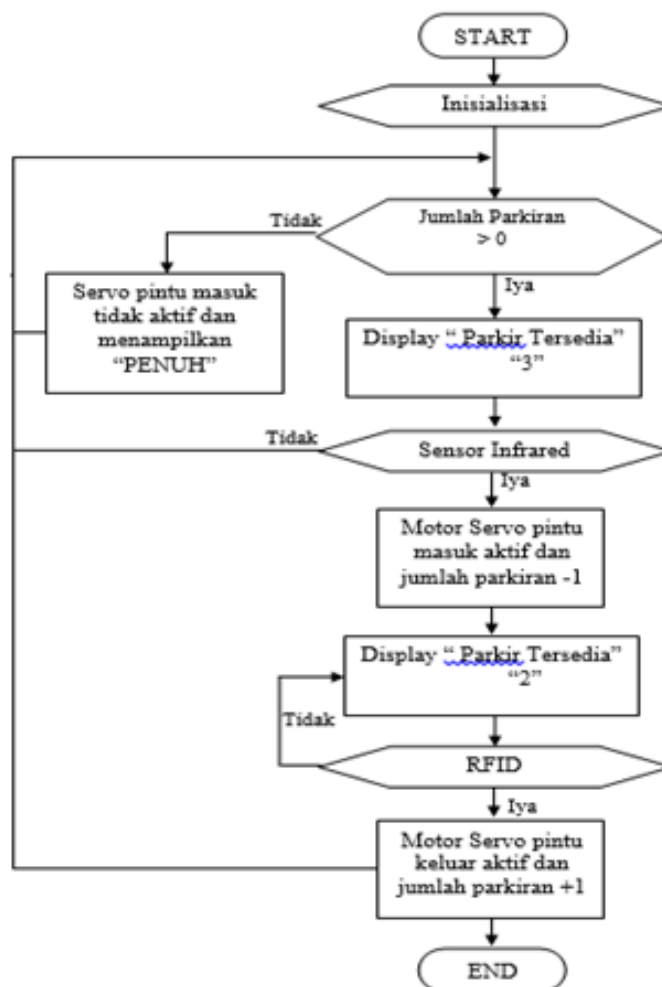 START
Inisialisasi
Jumlah Parkiran
> 0
Tidak
Iya
Servo pintu masuk
tidak aktif dan
menampilkan
“PENUH”
Display “ Parkir Tersedia”
“3”
Tidak
Sensor Infrared
Iya
Motor Servo pintu
masuk aktif dan
jumlah parkiran -1
Display “ Parkir Tersedia”
“2”
Tidak
RFID
Iya
Motor Servo pintu
keluar aktif dan
jumlah parkiran +1
END